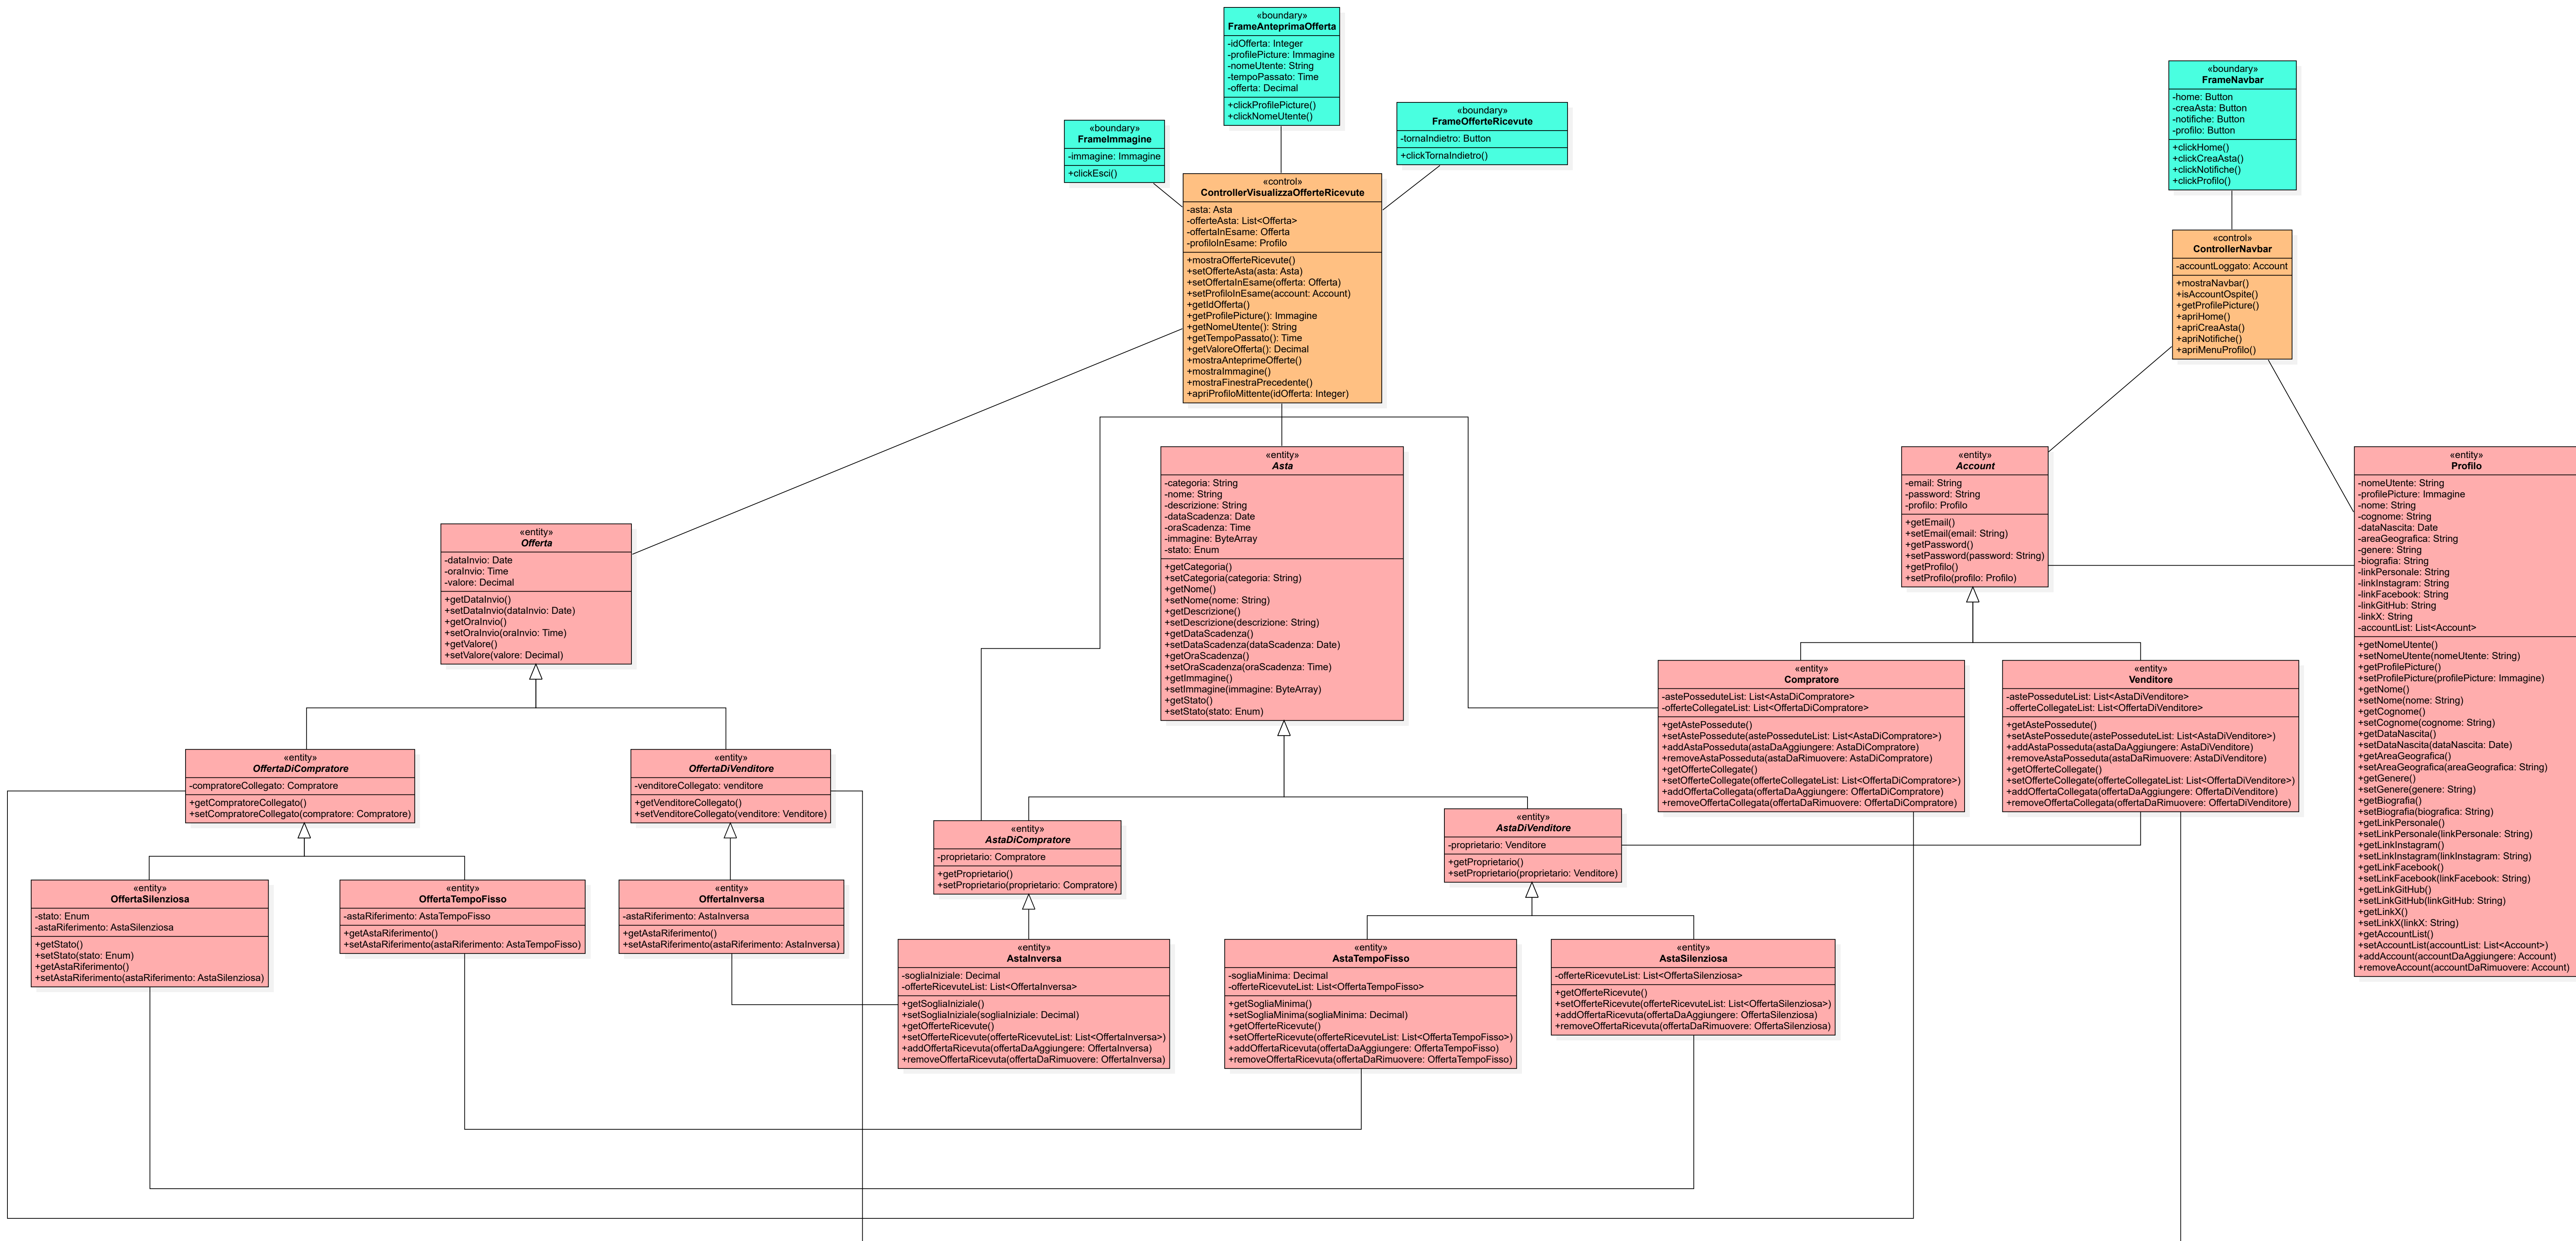 «boundary»
FrameAnteprimaOfferta
-idOfferta: Integer
-profilePicture: Immagine
-nomeUtente: String
-tempoPassato: Time
-offerta: Decimal
+clickProfilePicture()
+clickNomeUtente()
«boundary»
FrameImmagine
-immagine: Immagine
+clickEsci()
«boundary»
FrameOfferteRicevute
-tornaIndietro: Button
+clickTornaIndietro()
«boundary»
FrameNavbar
-home: Button
-creaAsta: Button
-notifiche: Button
-profilo: Button
+clickHome()
+clickCreaAsta()
+clickNotifiche()
+clickProfilo()
«control»
ControllerVisualizzaOfferteRicevute
-asta: Asta
-offerteAsta: List<Offerta>
-offertaInEsame: Offerta
-profiloInEsame: Profilo
+mostraOfferteRicevute()
+setOfferteAsta(asta: Asta)
+setOffertaInEsame(offerta: Offerta)
+setProfiloInEsame(account: Account)
+getIdOfferta()
+getProfilePicture(): Immagine
+getNomeUtente(): String
+getTempoPassato(): Time
+getValoreOfferta(): Decimal
+mostraAnteprimeOfferte()
+mostraImmagine()
+mostraFinestraPrecedente()
+apriProfiloMittente(idOfferta: Integer)
«control»
ControllerNavbar
-accountLoggato: Account
+mostraNavbar()
+isAccountOspite()
+getProfilePicture()
+apriHome()
+apriCreaAsta()
+apriNotifiche()
+apriMenuProfilo()
«entity»
Offerta
-dataInvio: Date
-oraInvio: Time
-valore: Decimal
+getDataInvio()
+setDataInvio(dataInvio: Date)
+getOraInvio()
+setOraInvio(oraInvio: Time)
+getValore()
+setValore(valore: Decimal)
«entity»
Asta
-categoria: String
-nome: String
-descrizione: String
-dataScadenza: Date
-oraScadenza: Time
-immagine: ByteArray
-stato: Enum
+getCategoria()
+setCategoria(categoria: String)
+getNome()
+setNome(nome: String)
+getDescrizione()
+setDescrizione(descrizione: String)
+getDataScadenza()
+setDataScadenza(dataScadenza: Date)
+getOraScadenza()
+setOraScadenza(oraScadenza: Time)
+getImmagine()
+setImmagine(immagine: ByteArray)
+getStato()
+setStato(stato: Enum)
«entity»
Account
-email: String
-password: String
-profilo: Profilo
+getEmail()
+setEmail(email: String)
+getPassword()
+setPassword(password: String)
+getProfilo()
+setProfilo(profilo: Profilo)
«entity»
Profilo
-nomeUtente: String
-profilePicture: Immagine
-nome: String
-cognome: String
-dataNascita: Date
-areaGeografica: String
-genere: String
-biografia: String
-linkPersonale: String
-linkInstagram: String
-linkFacebook: String
-linkGitHub: String
-linkX: String
-accountList: List<Account>
+getNomeUtente()
+setNomeUtente(nomeUtente: String)
+getProfilePicture()
+setProfilePicture(profilePicture: Immagine)
+getNome()
+setNome(nome: String)
+getCognome()
+setCognome(cognome: String)
+getDataNascita()
+setDataNascita(dataNascita: Date)
+getAreaGeografica()
+setAreaGeografica(areaGeografica: String)
+getGenere()
+setGenere(genere: String)
+getBiografia()
+setBiografia(biografica: String)
+getLinkPersonale()
+setLinkPersonale(linkPersonale: String)
+getLinkInstagram()
+setLinkInstagram(linkInstagram: String)
+getLinkFacebook()
+setLinkFacebook(linkFacebook: String)
+getLinkGitHub()
+setLinkGitHub(linkGitHub: String)
+getLinkX()
+setLinkX(linkX: String)
+getAccountList()
+setAccountList(accountList: List<Account>)
+addAccount(accountDaAggiungere: Account)
+removeAccount(accountDaRimuovere: Account)
«entity»
Compratore
-astePosseduteList: List<AstaDiCompratore>
-offerteCollegateList: List<OffertaDiCompratore>
+getAstePossedute()
+setAstePossedute(astePosseduteList: List<AstaDiCompratore>)
+addAstaPosseduta(astaDaAggiungere: AstaDiCompratore)
+removeAstaPosseduta(astaDaRimuovere: AstaDiCompratore)
+getOfferteCollegate()
+setOfferteCollegate(offerteCollegateList: List<OffertaDiCompratore>)
+addOffertaCollegata(offertaDaAggiungere: OffertaDiCompratore)
+removeOffertaCollegata(offertaDaRimuovere: OffertaDiCompratore)
«entity»
Venditore
-astePosseduteList: List<AstaDiVenditore>
-offerteCollegateList: List<OffertaDiVenditore>
+getAstePossedute()
+setAstePossedute(astePosseduteList: List<AstaDiVenditore>)
+addAstaPosseduta(astaDaAggiungere: AstaDiVenditore)
+removeAstaPosseduta(astaDaRimuovere: AstaDiVenditore)
+getOfferteCollegate()
+setOfferteCollegate(offerteCollegateList: List<OffertaDiVenditore>)
+addOffertaCollegata(offertaDaAggiungere: OffertaDiVenditore)
+removeOffertaCollegata(offertaDaRimuovere: OffertaDiVenditore)
«entity»
OffertaDiCompratore
-compratoreCollegato: Compratore
+getCompratoreCollegato()
+setCompratoreCollegato(compratore: Compratore)
«entity»
OffertaDiVenditore
-venditoreCollegato: venditore
+getVenditoreCollegato()
+setVenditoreCollegato(venditore: Venditore)
«entity»
AstaDiCompratore
-proprietario: Compratore
+getProprietario()
+setProprietario(proprietario: Compratore)
«entity»
AstaDiVenditore
-proprietario: Venditore
+getProprietario()
+setProprietario(proprietario: Venditore)
«entity»
OffertaSilenziosa
-stato: Enum
-astaRiferimento: AstaSilenziosa
+getStato()
+setStato(stato: Enum)
+getAstaRiferimento()
+setAstaRiferimento(astaRiferimento: AstaSilenziosa)
«entity»
OffertaTempoFisso
-astaRiferimento: AstaTempoFisso
+getAstaRiferimento()
+setAstaRiferimento(astaRiferimento: AstaTempoFisso)
«entity»
OffertaInversa
-astaRiferimento: AstaInversa
+getAstaRiferimento()
+setAstaRiferimento(astaRiferimento: AstaInversa)
«entity»
AstaInversa
-sogliaIniziale: Decimal
-offerteRicevuteList: List<OffertaInversa>
+getSogliaIniziale()
+setSogliaIniziale(sogliaIniziale: Decimal)
+getOfferteRicevute()
+setOfferteRicevute(offerteRicevuteList: List<OffertaInversa>)
+addOffertaRicevuta(offertaDaAggiungere: OffertaInversa)
+removeOffertaRicevuta(offertaDaRimuovere: OffertaInversa)
«entity»
AstaTempoFisso
-sogliaMinima: Decimal
-offerteRicevuteList: List<OffertaTempoFisso>
+getSogliaMinima()
+setSogliaMinima(sogliaMinima: Decimal)
+getOfferteRicevute()
+setOfferteRicevute(offerteRicevuteList: List<OffertaTempoFisso>)
+addOffertaRicevuta(offertaDaAggiungere: OffertaTempoFisso)
+removeOffertaRicevuta(offertaDaRimuovere: OffertaTempoFisso)
«entity»
AstaSilenziosa
-offerteRicevuteList: List<OffertaSilenziosa>
+getOfferteRicevute()
+setOfferteRicevute(offerteRicevuteList: List<OffertaSilenziosa>)
+addOffertaRicevuta(offertaDaAggiungere: OffertaSilenziosa)
+removeOffertaRicevuta(offertaDaRimuovere: OffertaSilenziosa)